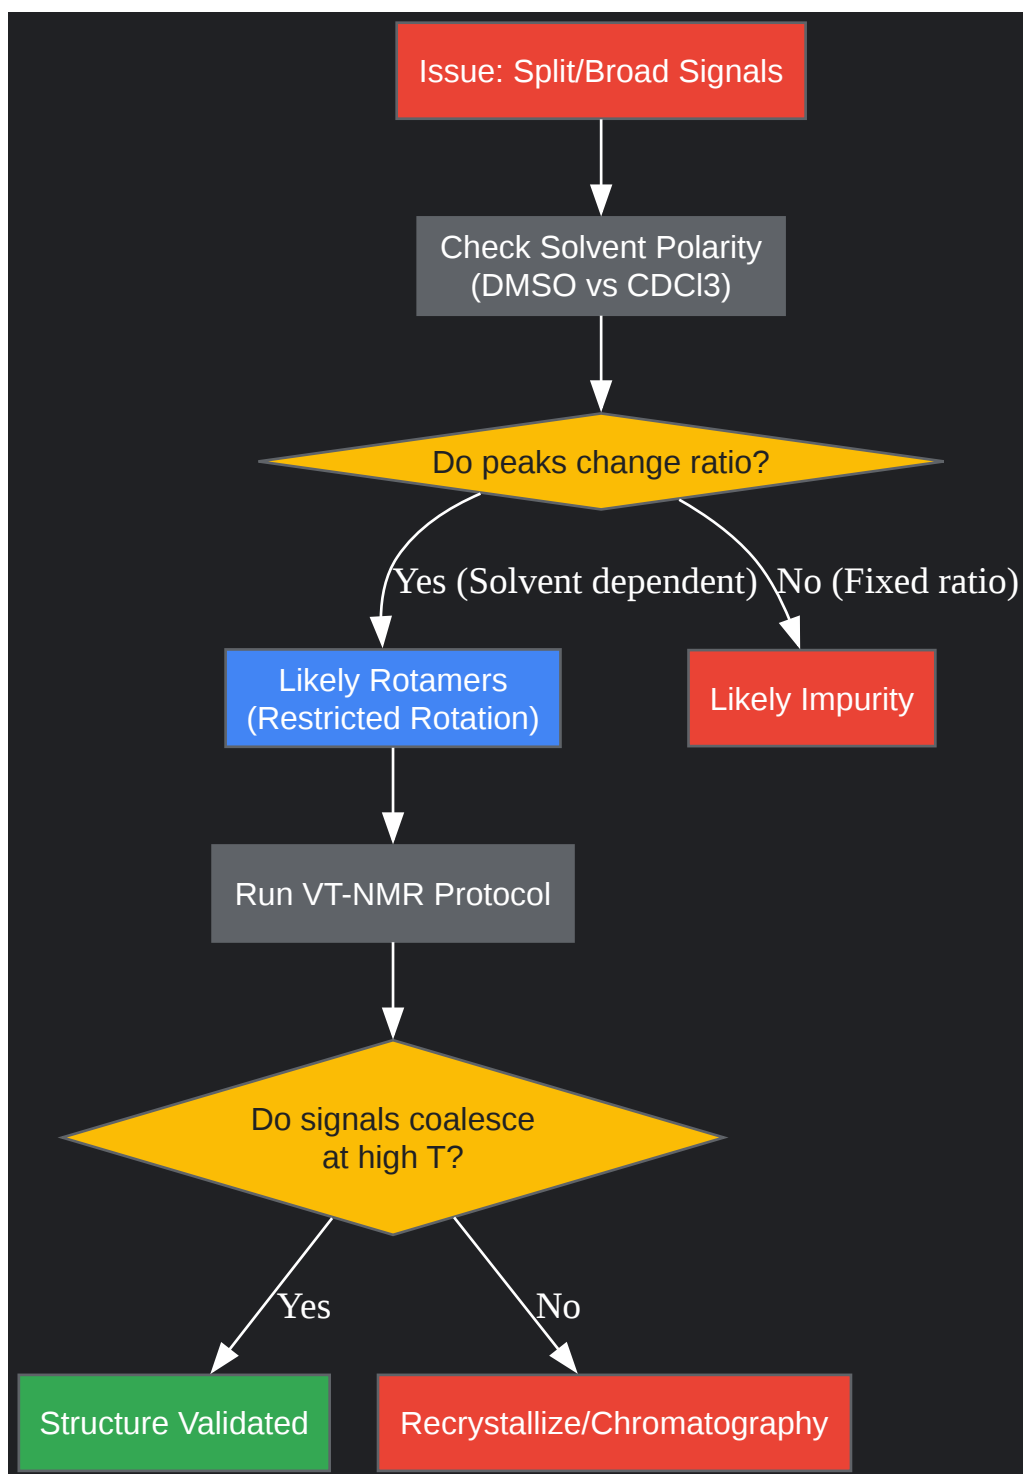 Issue: Split/Broad Signals
Check Solvent Polarity
(DMSO vs CDCl3)
Do peaks change ratio?
Yes (Solvent dependent)
No (Fixed ratio)
Likely Rotamers
(Restricted Rotation)
Likely Impurity
Run VT-NMR Protocol
Do signals coalesce
at high T?
Yes
No
Structure Validated
Recrystallize/Chromatography